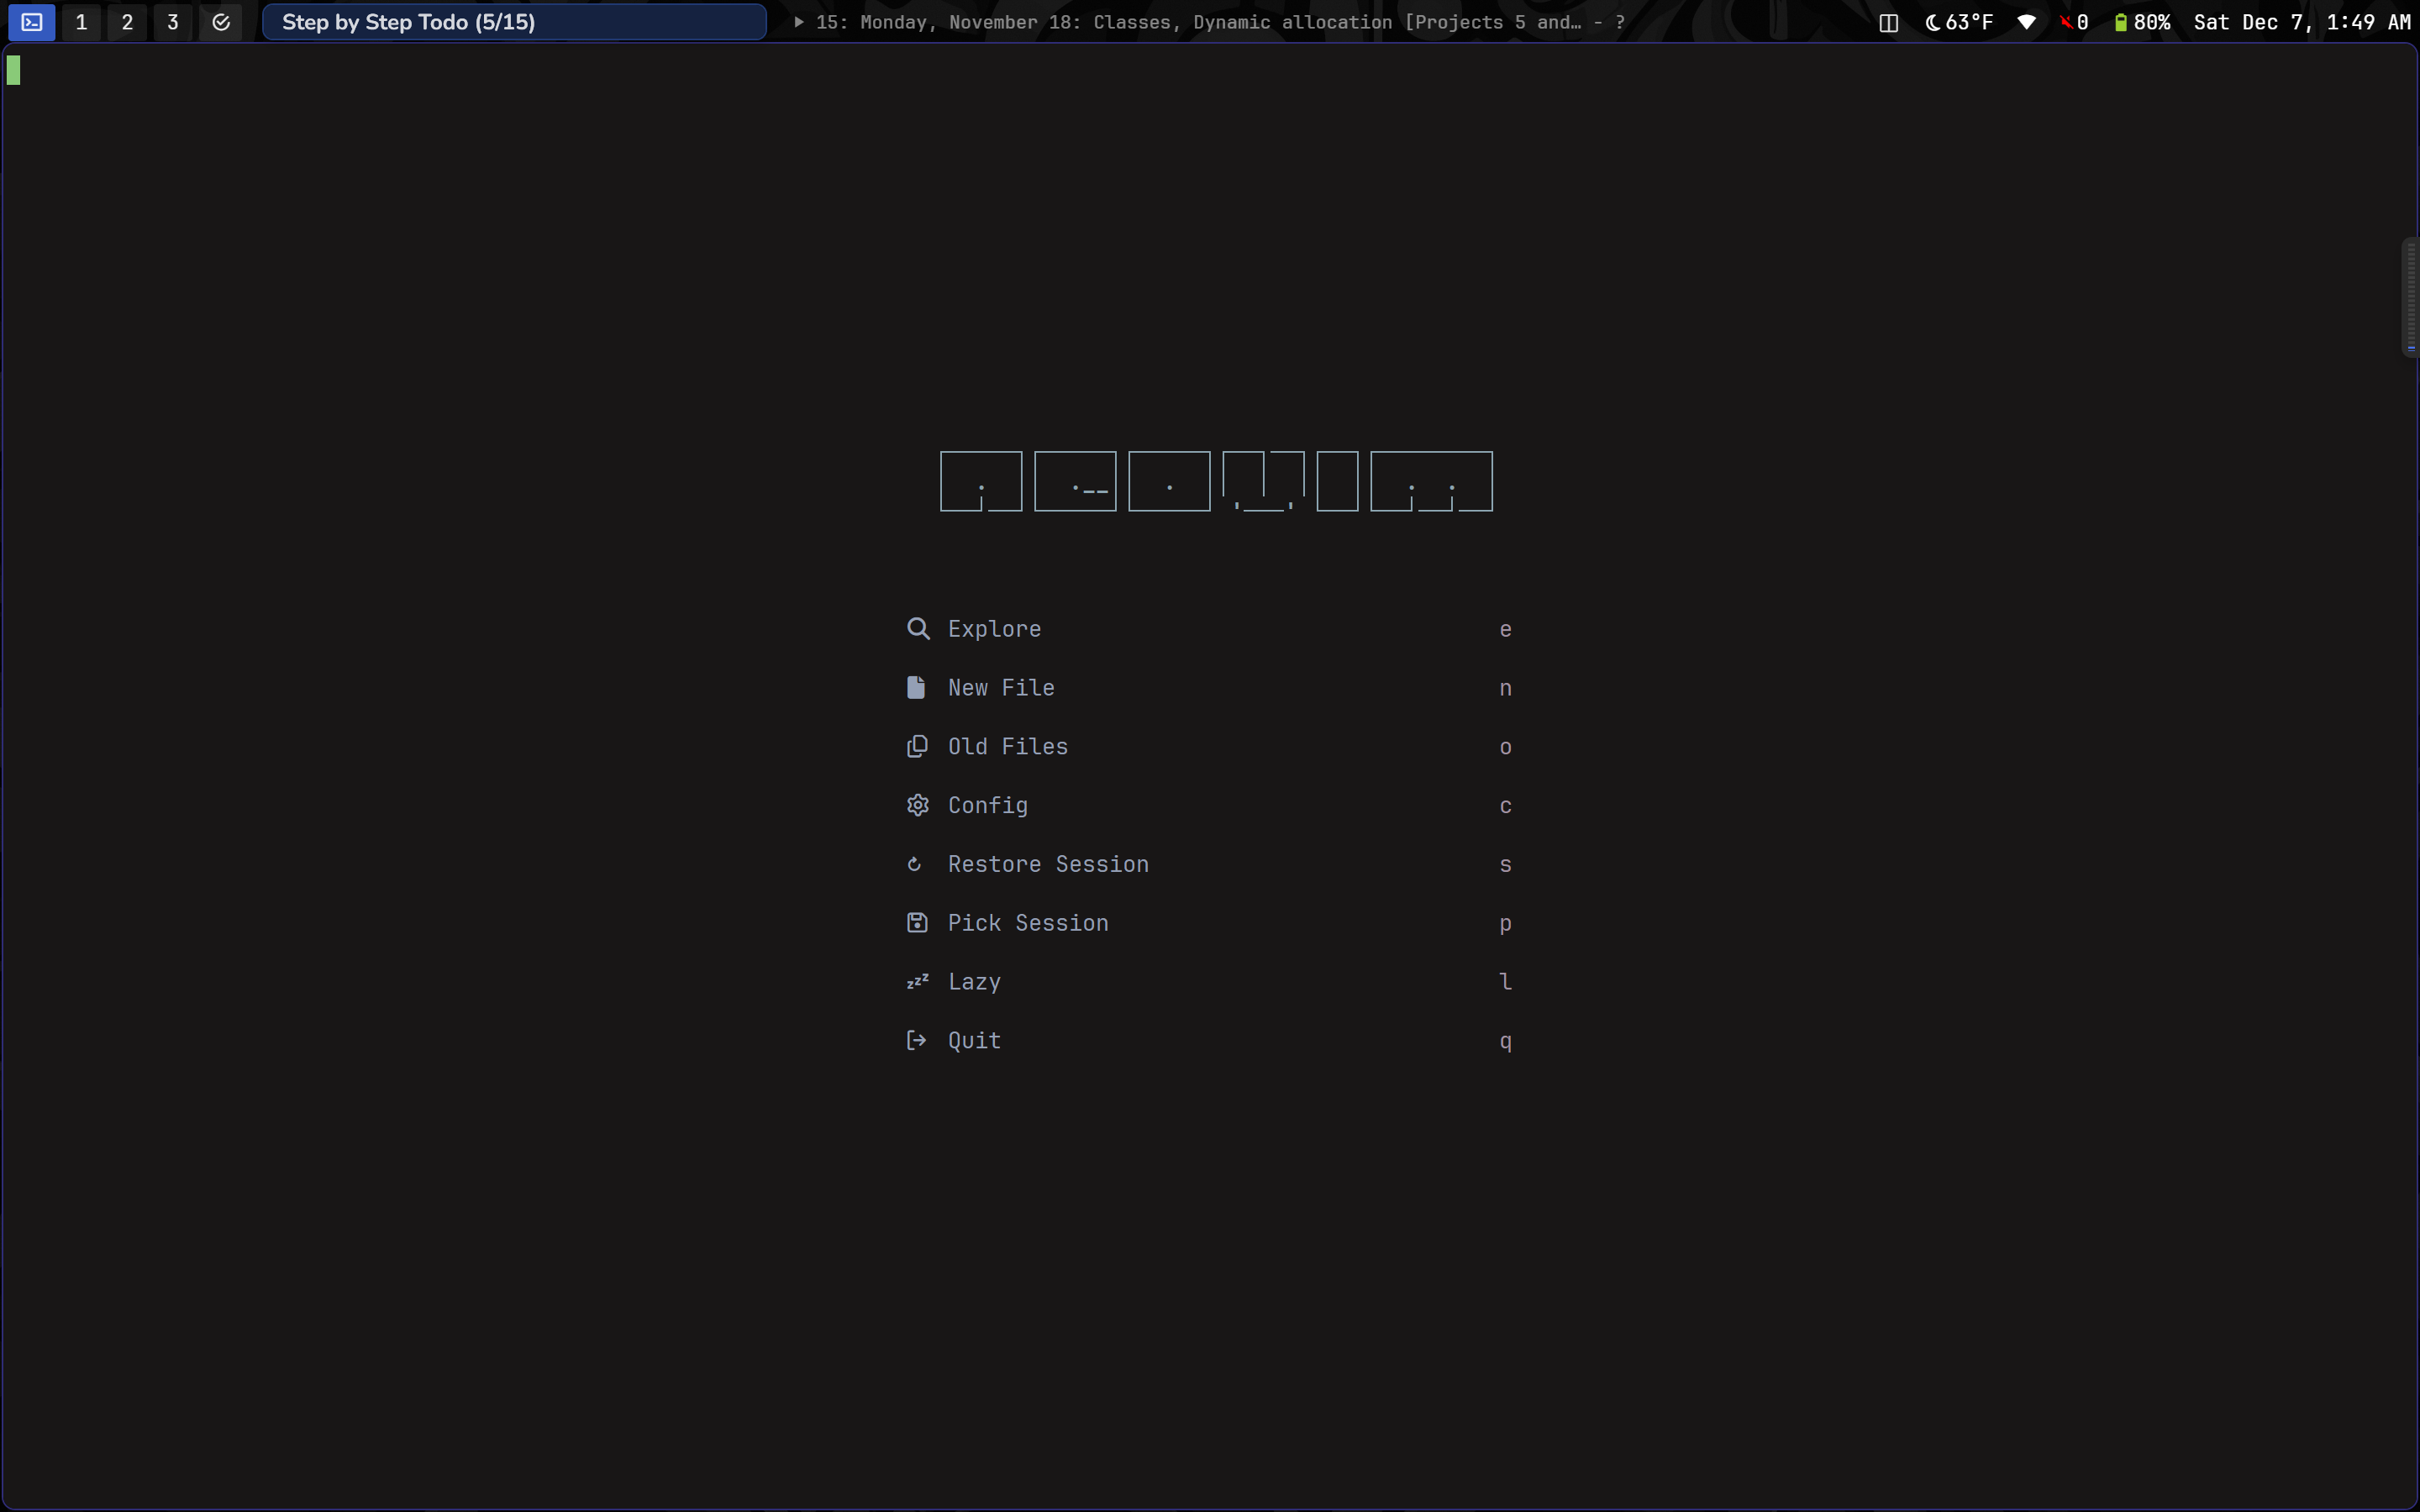 1 2 3 Step by Step Todo (5/15) 15: Monday, November 18: Classes, Dynamic allocation [Projects 5 and… - ? 63°F 0 80% Sat Dec 7, 1:49 AM
Explore e
New File n
Old Files o
Config c
Restore Session s
Pick Session p
zzz Lazy l
Quit q